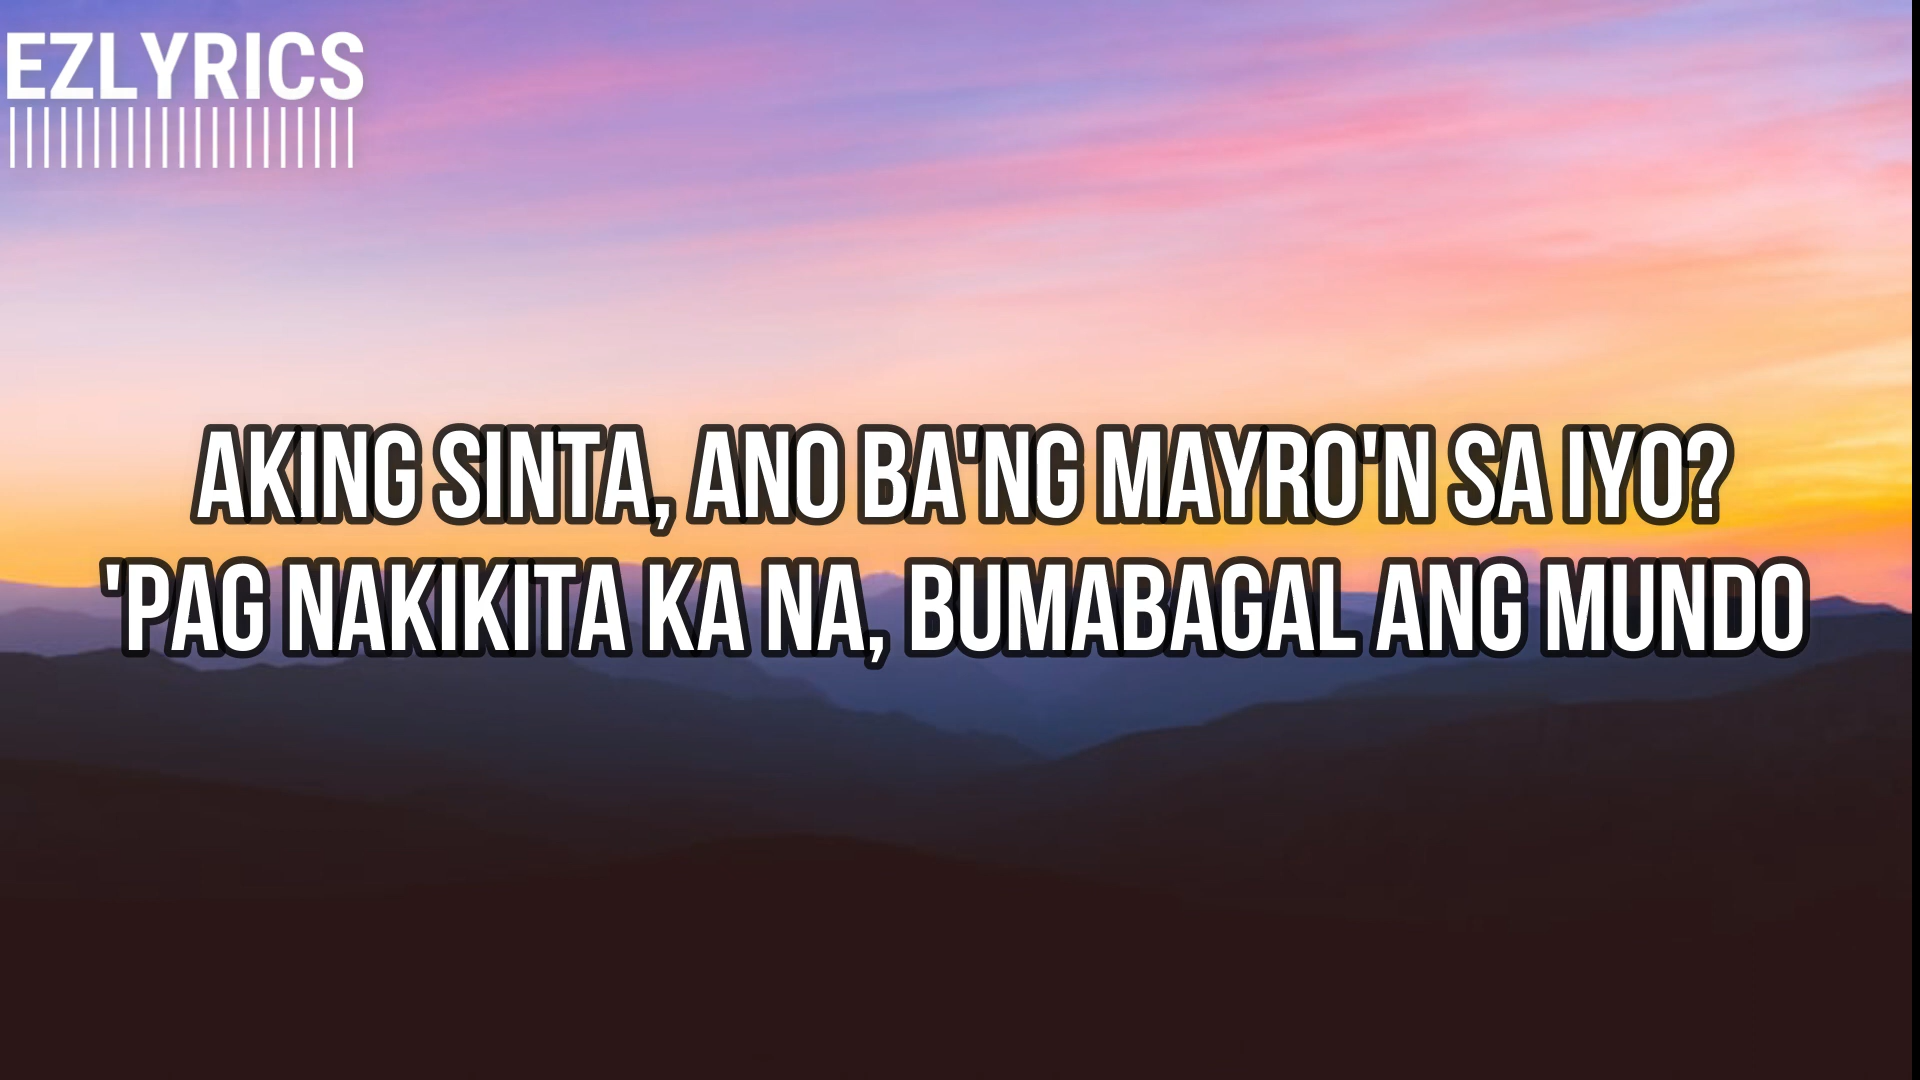 EZLYRICS
AKING SINTA, ANO BA'NG MAYRO'N SA IYO?
'PAG NAKIKITA KA NA, BUMABAGAL ANG MUNDO